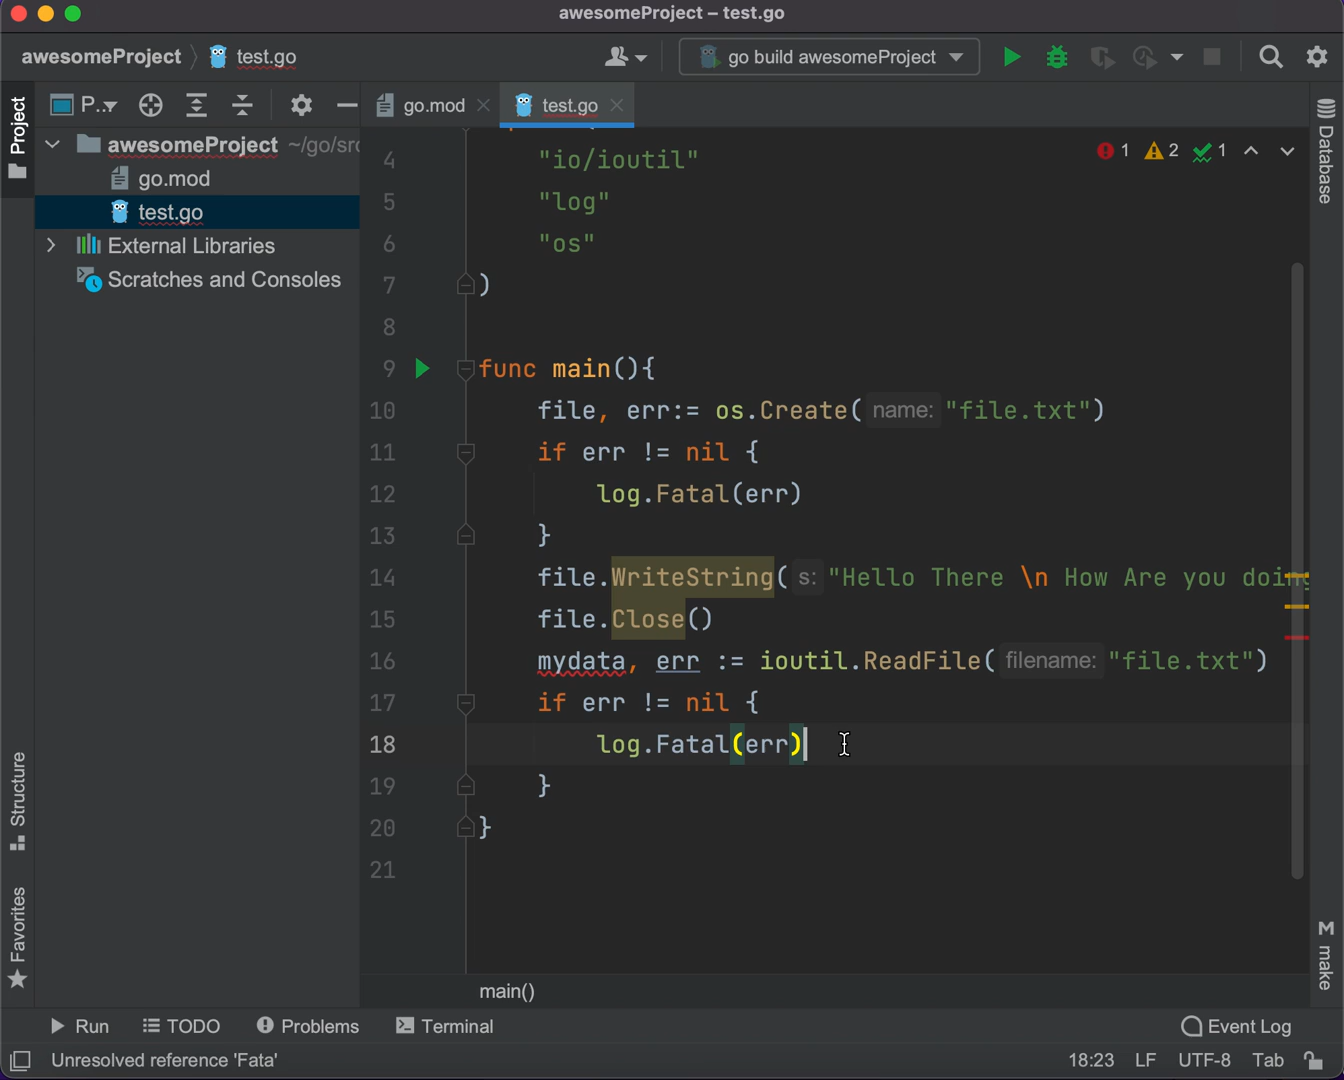 awesomeProject – test.go
awesomeProject test.go go build awesomeProject
Project P.. go.mod test.go Database
awesomeProject ~/go/src
go.mod
test.go
External Libraries
Scratches and Consoles
1 2 1
4 "io/ioutil"
5 "log"
6 "os"
7 )
8
9 func main(){
10 file, err:= os.Create( name: "file.txt")
11 if err != nil {
12 log.Fatal(err)
13 }
14 file.WriteString( s: "Hello There \n How Are you doing
15 file.Close()
16 mydata, err := ioutil.ReadFile( filename: "file.txt")
17 if err != nil {
18 log.Fatal(err)
19 }
20 }
21
Structure
Favorites
make
main()
Run TODO Problems Terminal Event Log
Unresolved reference 'Fata' 18:23 LF UTF-8 Tab